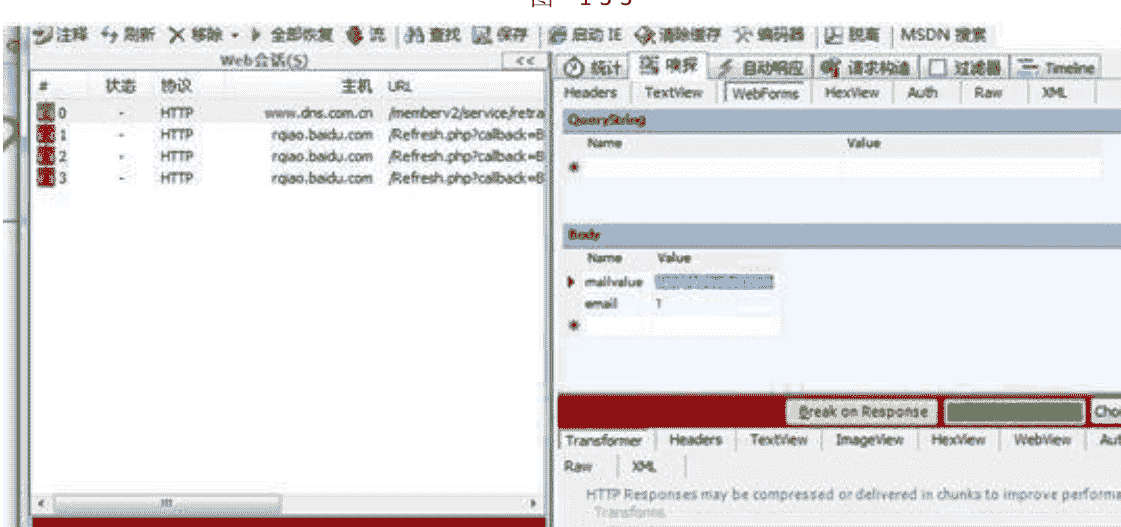 注释 刷新 移除 全部恢复 流 查找 保存 启动 IE 清除缓存 编码器 脱离 MSDN 搜索
Web会话(S) <<
统计 嗅探 自动响应 请求构造 过滤器 Timeline
# 状态 协议 主机 URL
Headers TextView WebForms HexView Auth Raw XML
0 - HTTP www.dns.com.cn /memberv2/service/retra
1 - HTTP rqiao.baidu.com /Refresh.php?callback=B
2 - HTTP rqiao.baidu.com /Refresh.php?callback=B
3 - HTTP rqiao.baidu.com /Refresh.php?callback=B
QueryString
Name Value
Body
Name Value
mailvalue
email 1
Break on Response Choo
Transformer Headers TextView ImageView HexView WebView Aut
Raw XML
HTTP Responses may be compressed or delivered in chunks to improve performa
Transforms